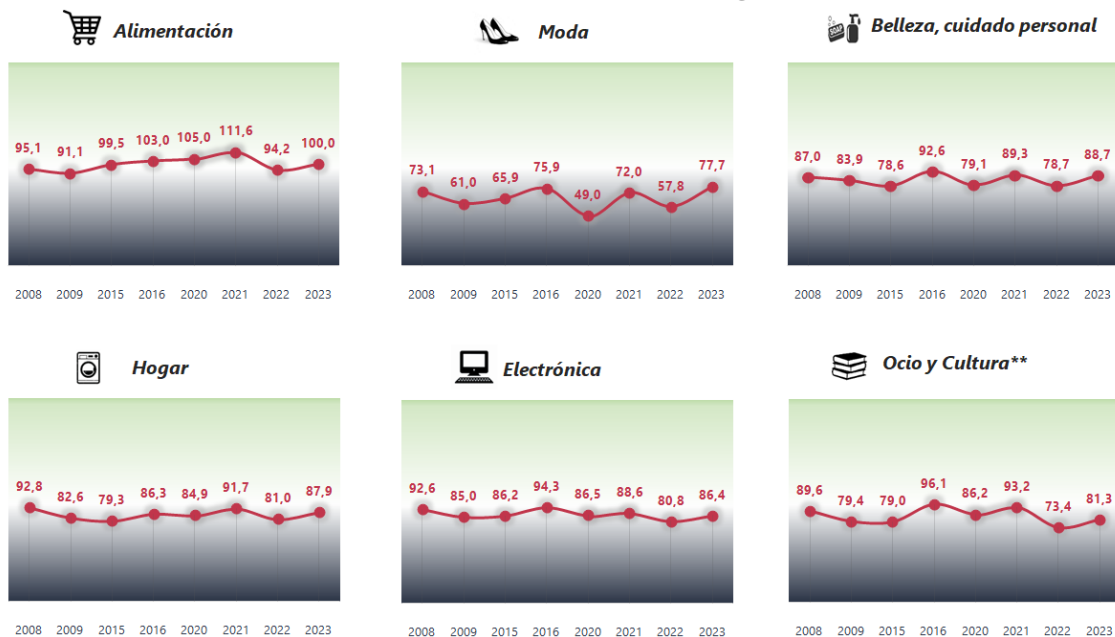 Alimentación
95,1 91,1 99,5 103,0 105,0 111,6 94,2 100,0
2008 2009 2015 2016 2020 2021 2022 2023
Moda
73,1 61,0 65,9 75,9 49,0 72,0 57,8 77,7
2008 2009 2015 2016 2020 2021 2022 2023
SOAP
Belleza, cuidado personal
87,0 83,9 78,6 92,6 79,1 89,3 78,7 88,7
2008 2009 2015 2016 2020 2021 2022 2023
Hogar
92,8 82,6 79,3 86,3 84,9 91,7 81,0 87,9
2008 2009 2015 2016 2020 2021 2022 2023
Electrónica
92,6 85,0 86,2 94,3 86,5 88,6 80,8 86,4
2008 2009 2015 2016 2020 2021 2022 2023
Ocio y Cultura**
89,6 79,4 79,0 96,1 86,2 93,2 73,4 81,3
2008 2009 2015 2016 2020 2021 2022 2023